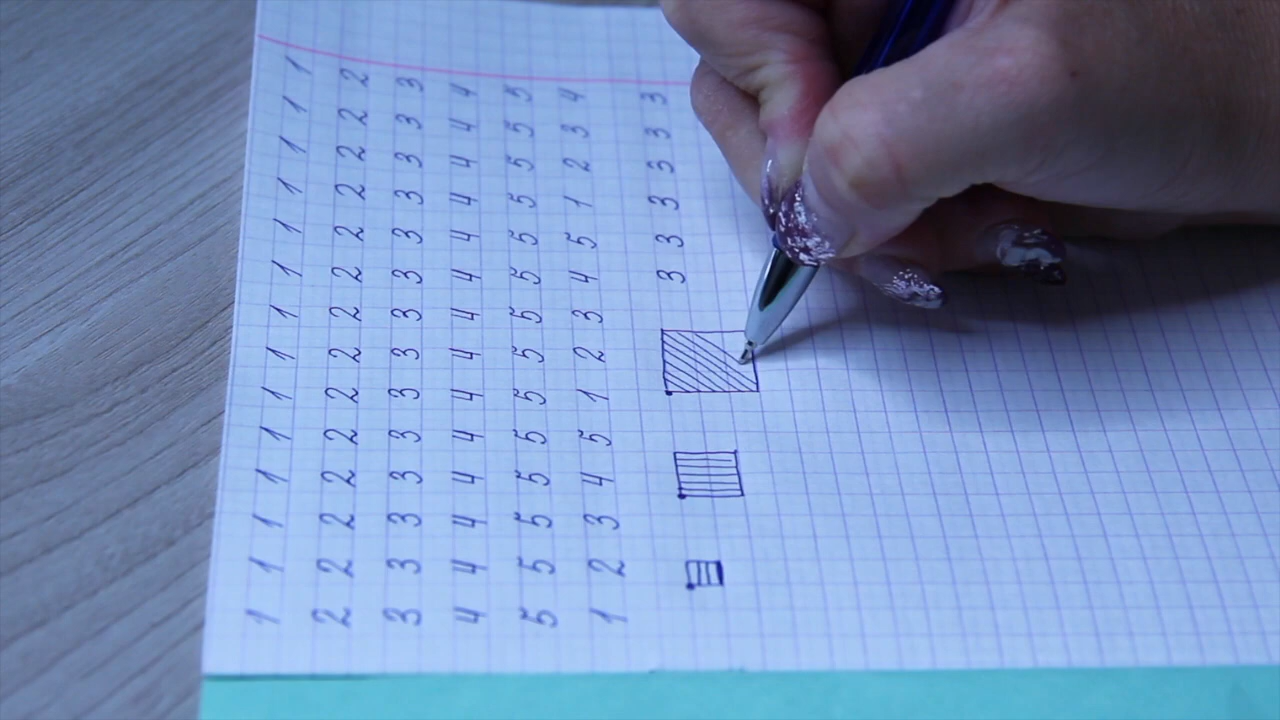 1 1 1 1 1 1 1 1 1 1 1 1 1 1
2 2 2 2 2 2 2 2 2 2 2 2 2 2
3 3 3 3 3 3 3 3 3 3 3 3 3 3
4 4 4 4 4 4 4 4 4 4 4 4 4 4
5 5 5 5 5 5 5 5 5 5 5 5 5 5
1 2 3 4 5 1 2 3 4 5 1 2 3 4
3 3 3 3 3 3